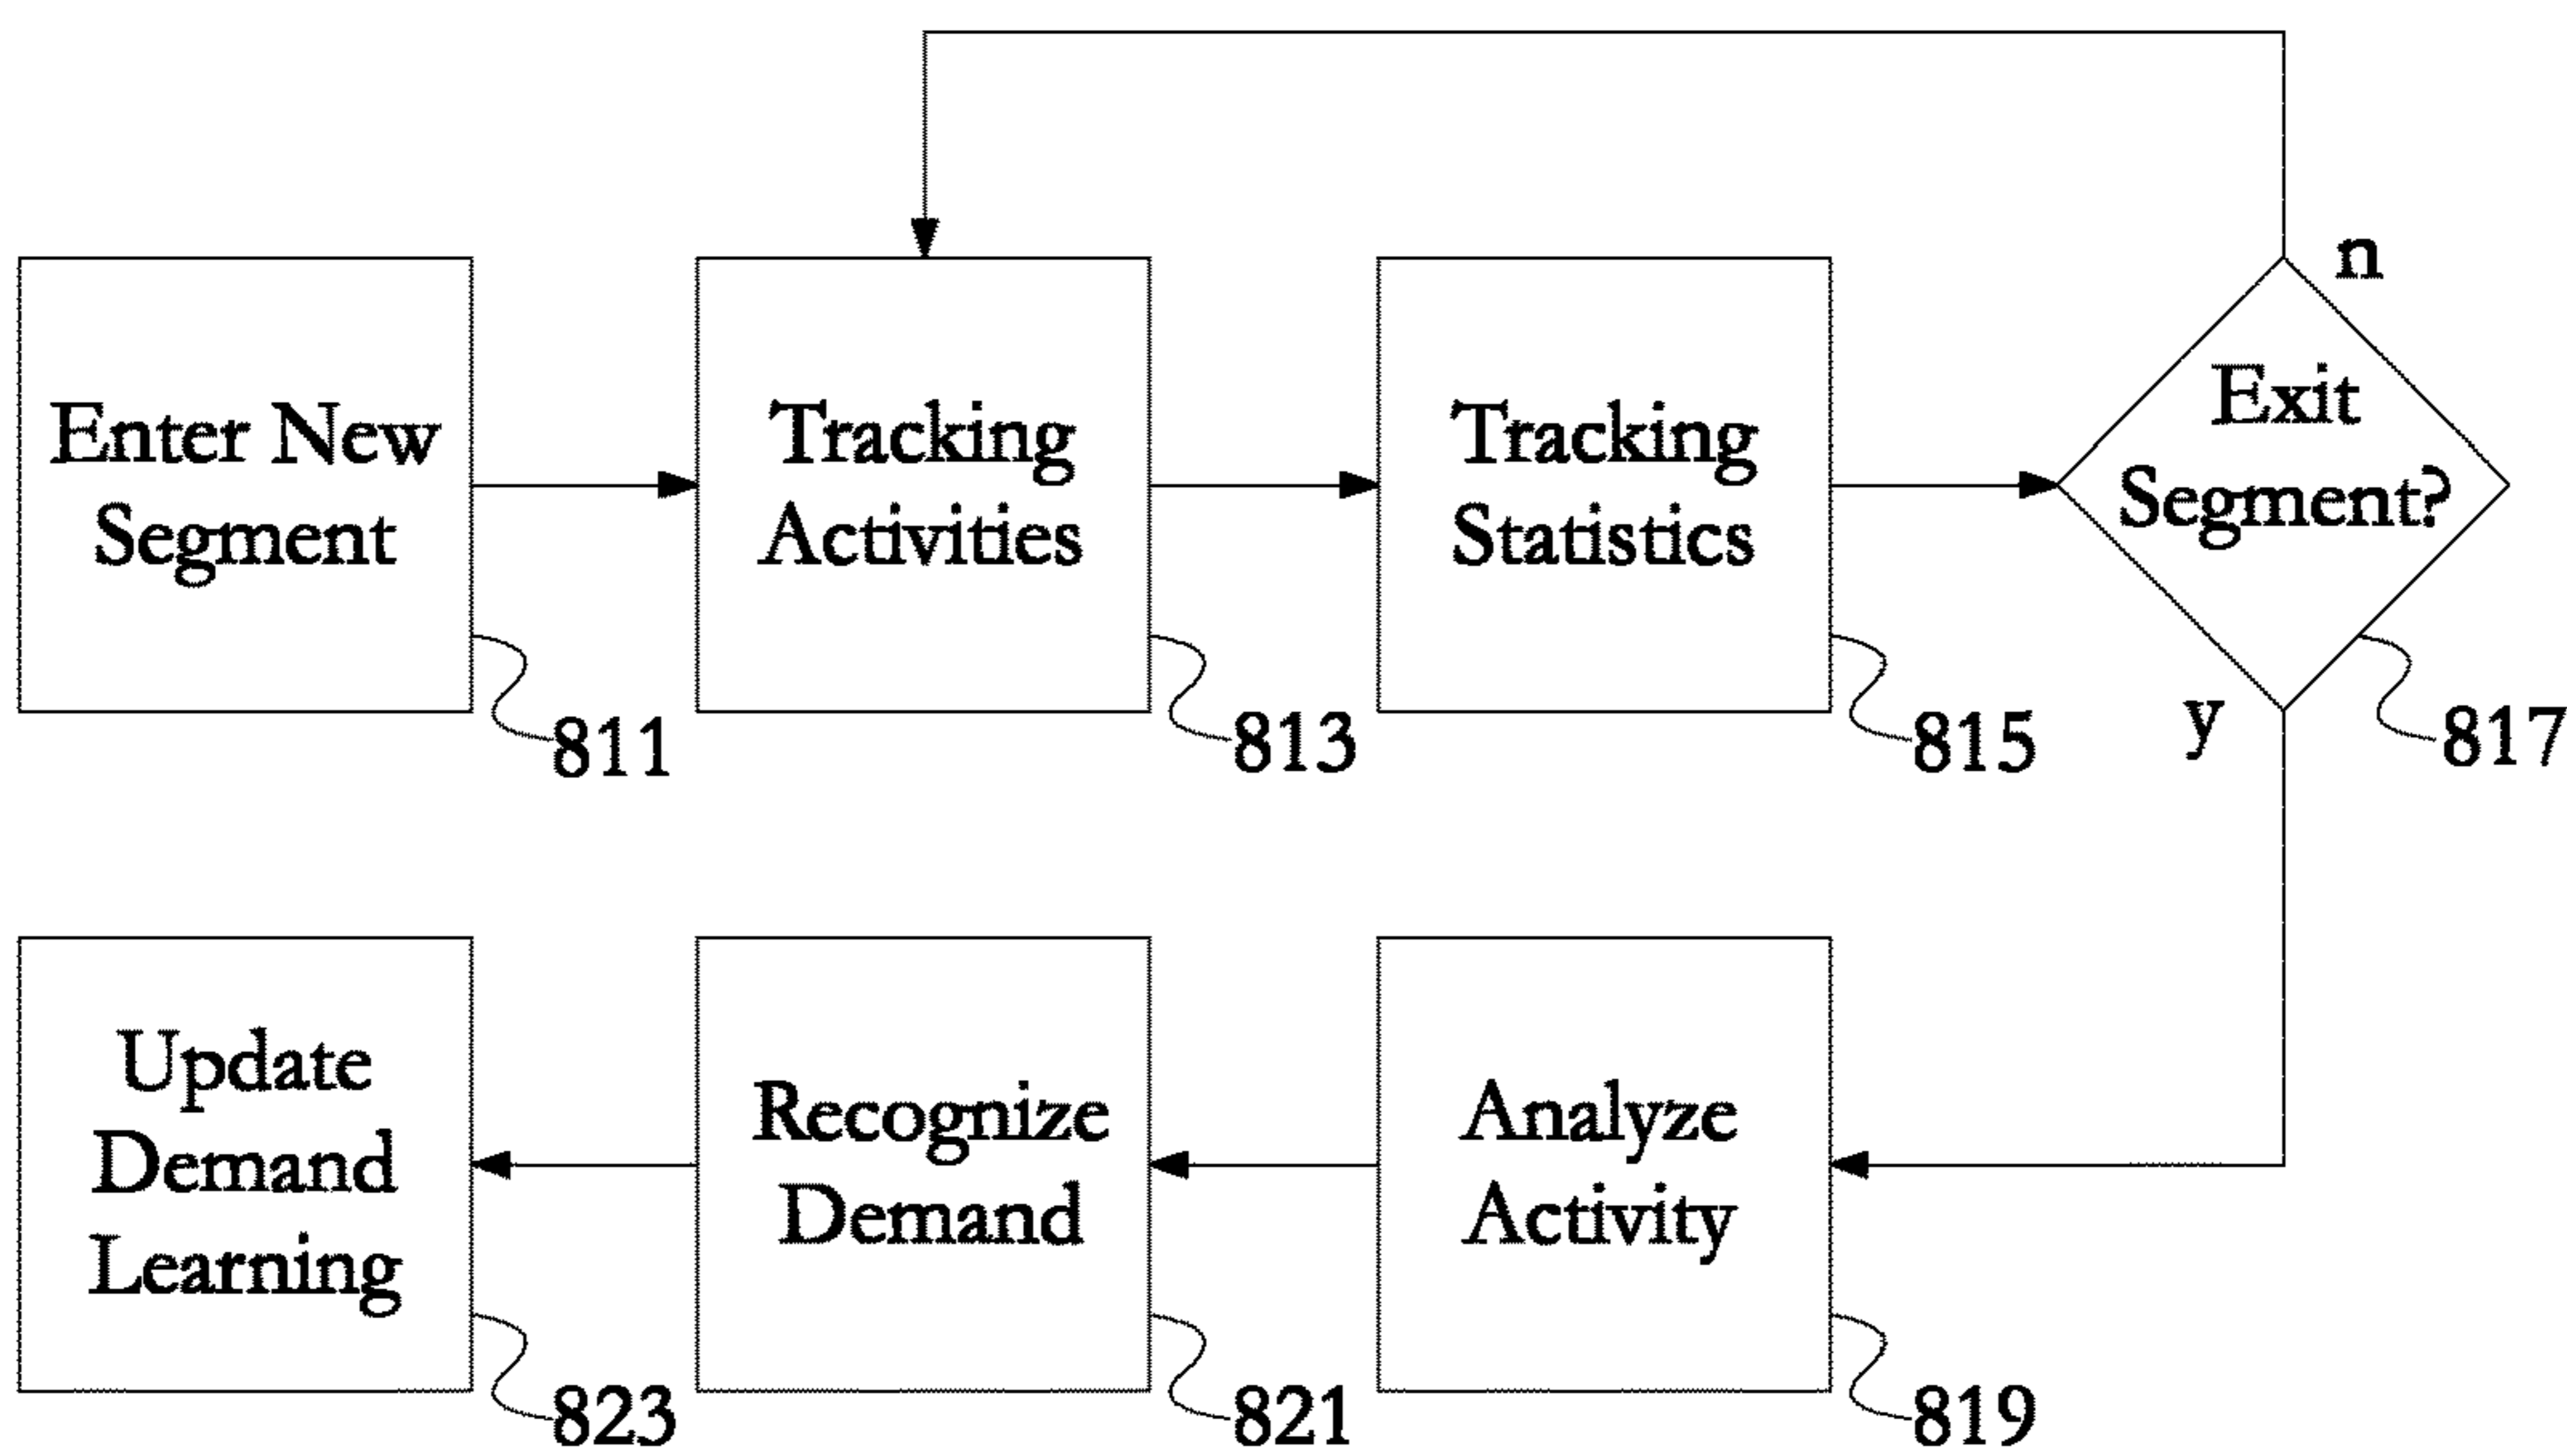 Enter New
Segment
811
Tracking
Activities
813
Tracking
Statistics
815
Exit
Segment?
n
y
817
Analyze
Activity
819
Recognize
Demand
821
Update
Demand
Learning
823